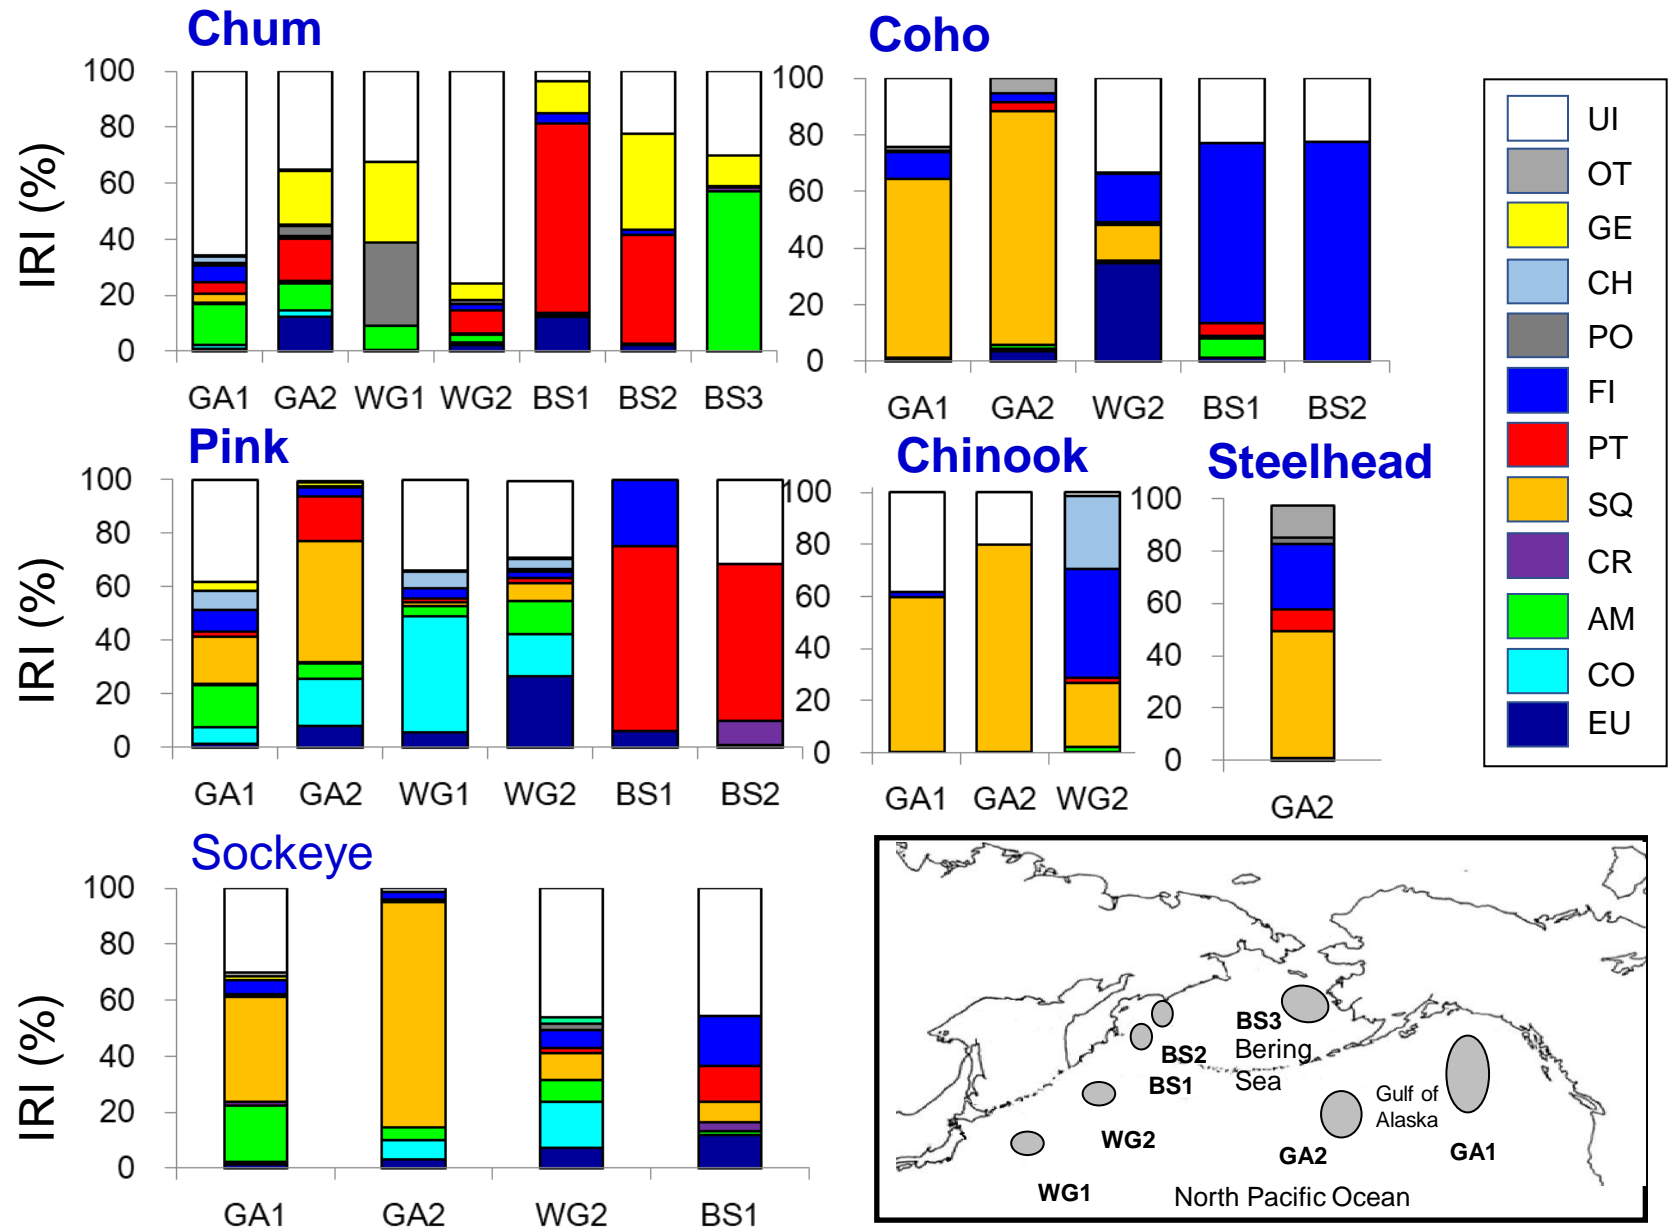 Chum
IRI (%)
100
80
60
40
20
0
GA1 GA2 WG1 WG2 BS1 BS2 BS3
Coho
100
80
60
40
20
0
GA1 GA2 WG2 BS1 BS2
UI
OT
GE
CH
PO
FI
PT
SQ
CR
AM
CO
EU
Pink
IRI (%)
100
80
60
40
20
0
GA1 GA2 WG1 WG2 BS1 BS2
Chinook
100
80
60
40
20
0
GA1 GA2 WG2
Steelhead
100
80
60
40
20
0
GA2
Sockeye
IRI (%)
100
80
60
40
20
0
GA1 GA2 WG2 BS1
BS3
Bering
Sea
BS2
BS1
Gulf of
Alaska
WG2
GA2
GA1
WG1
North Pacific Ocean